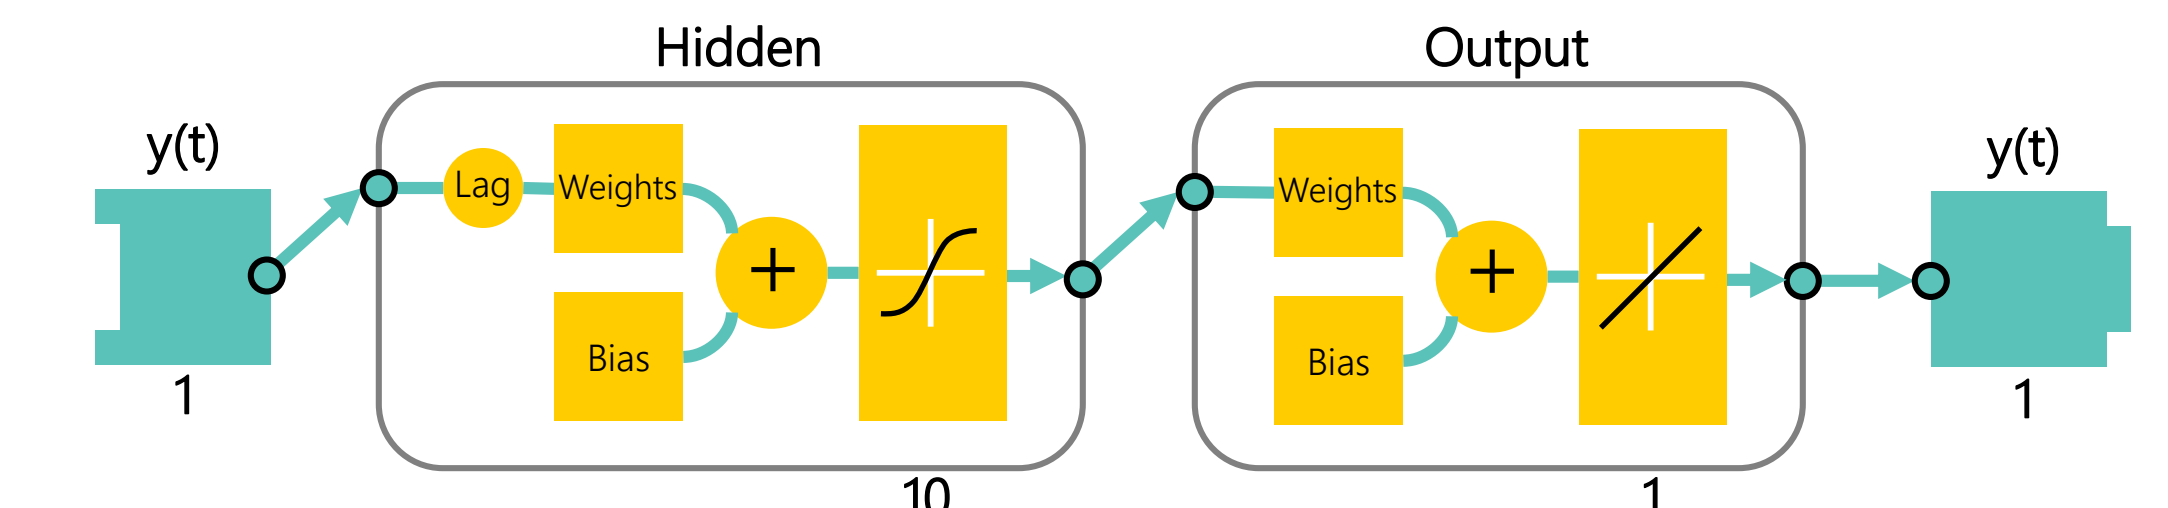 Hidden
Output
y(t)
y(t)
Lag
Weights
Weights
+
+
Bias
Bias
1
1
10
1